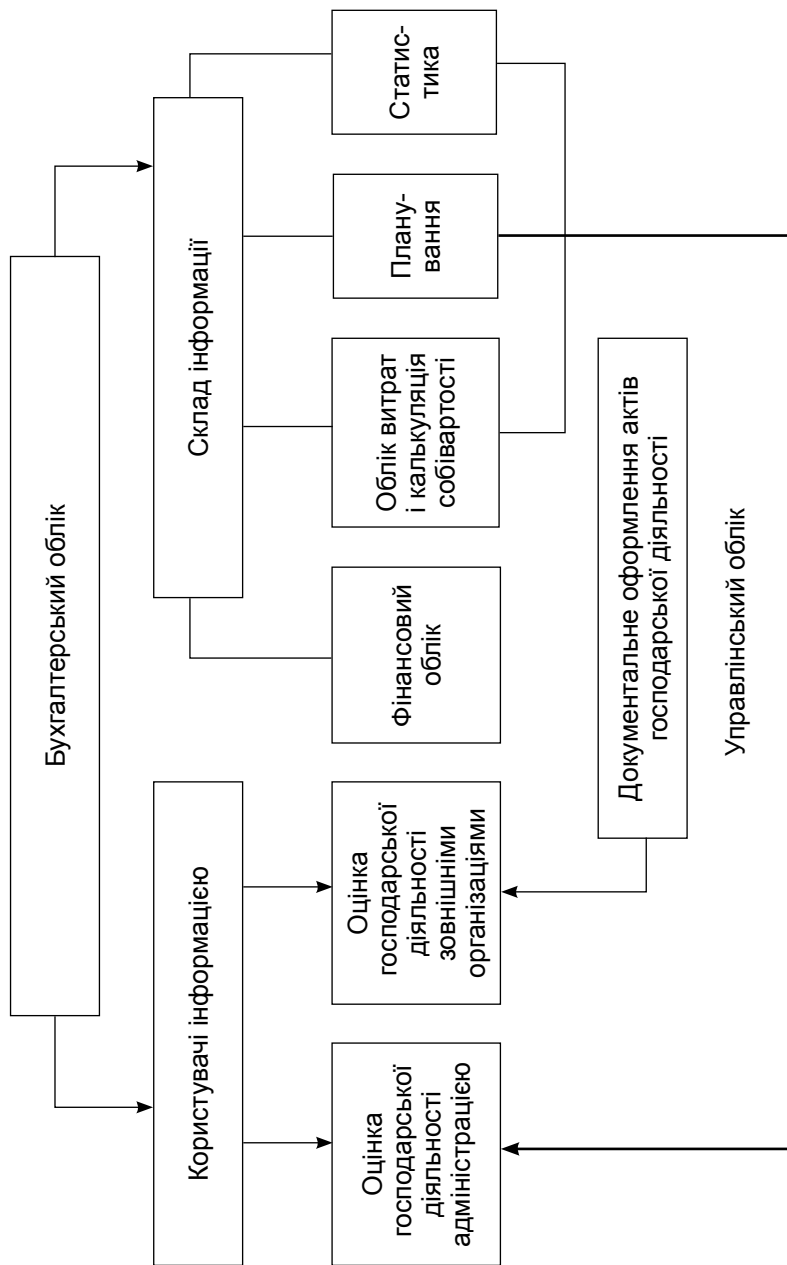 Бухгалтерський облік
Користувачі інформацією
Склад інформації
Оцінка
господарської
діяльності
адміністрацією
Оцінка
господарської
діяльності
зовнішніми
організаціями
Фінансовий
облік
Облік витрат
і калькуляція
собівартості
Плану-
вання
Статис-
тика
Документальне оформлення актів
господарської діяльності
Управлінський облік